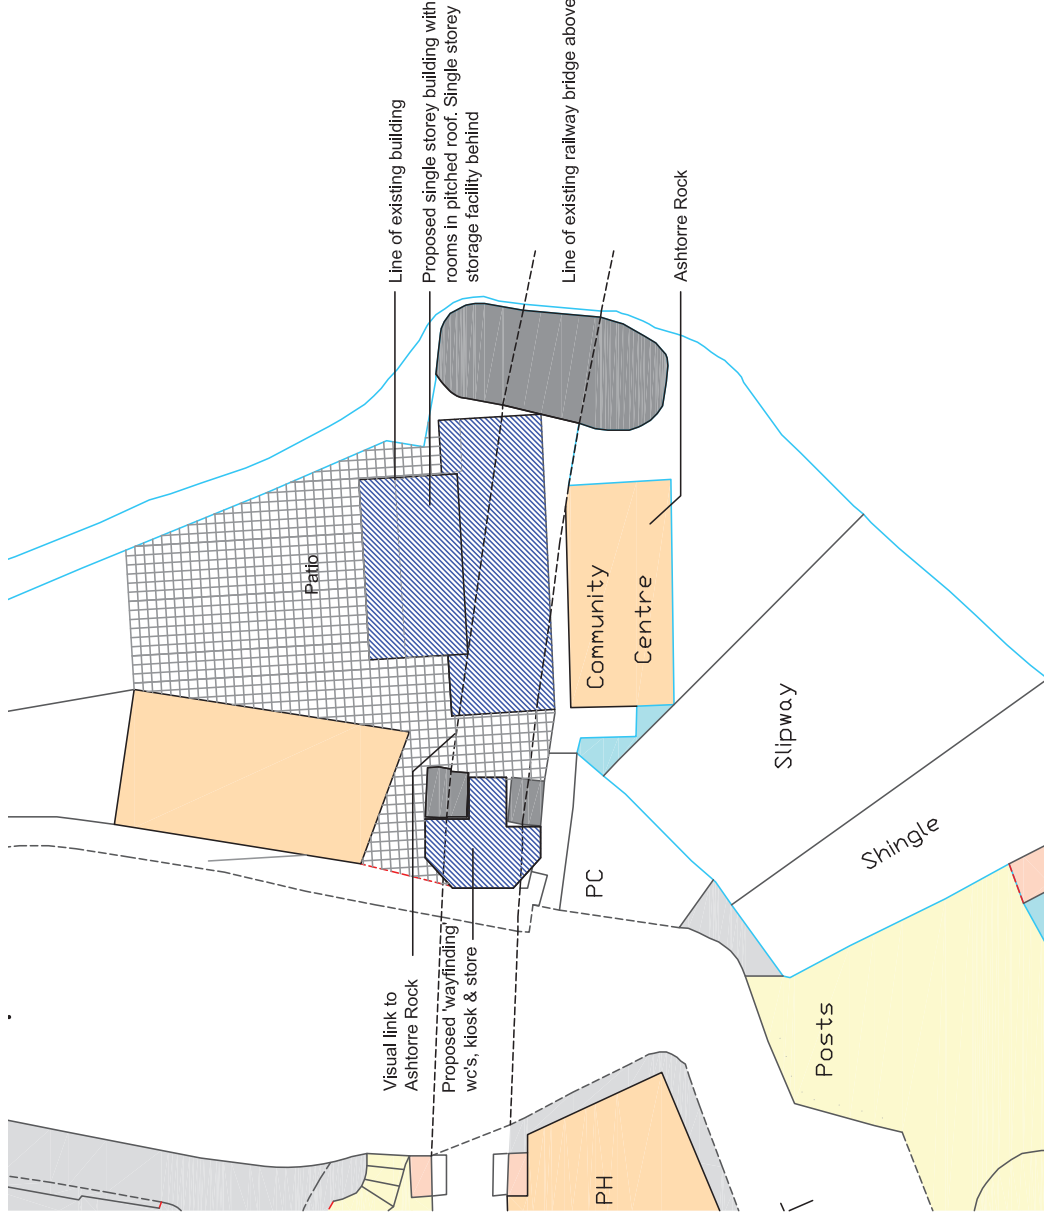 Line of existing building
Proposed single storey building with
rooms in pitched roof. Single storey
storage facility behind
Line of existing railway bridge above
Ashtorre Rock
Patio
Community
Centre
Slipway
Shingle
PC
Visual link to
Ashtorre Rock
Proposed 'wayfinding'
wc's, kiosk & store
Posts
PH